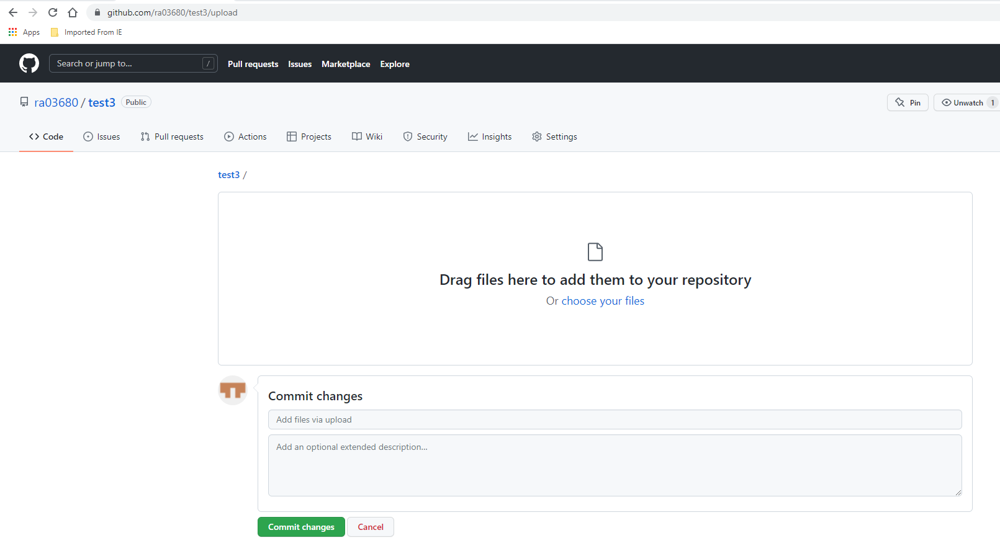 github.com/ra03680/test3/upload
Apps Imported From IE
Search or jump to... / Pull requests Issues Marketplace Explore
ra03680 / test3 Public Pin Unwatch 1
<> Code Issues Pull requests Actions Projects Wiki Security Insights Settings
test3 /
Drag files here to add them to your repository
Or choose your files
Commit changes
Add files via upload
Add an optional extended description...
Commit changes Cancel